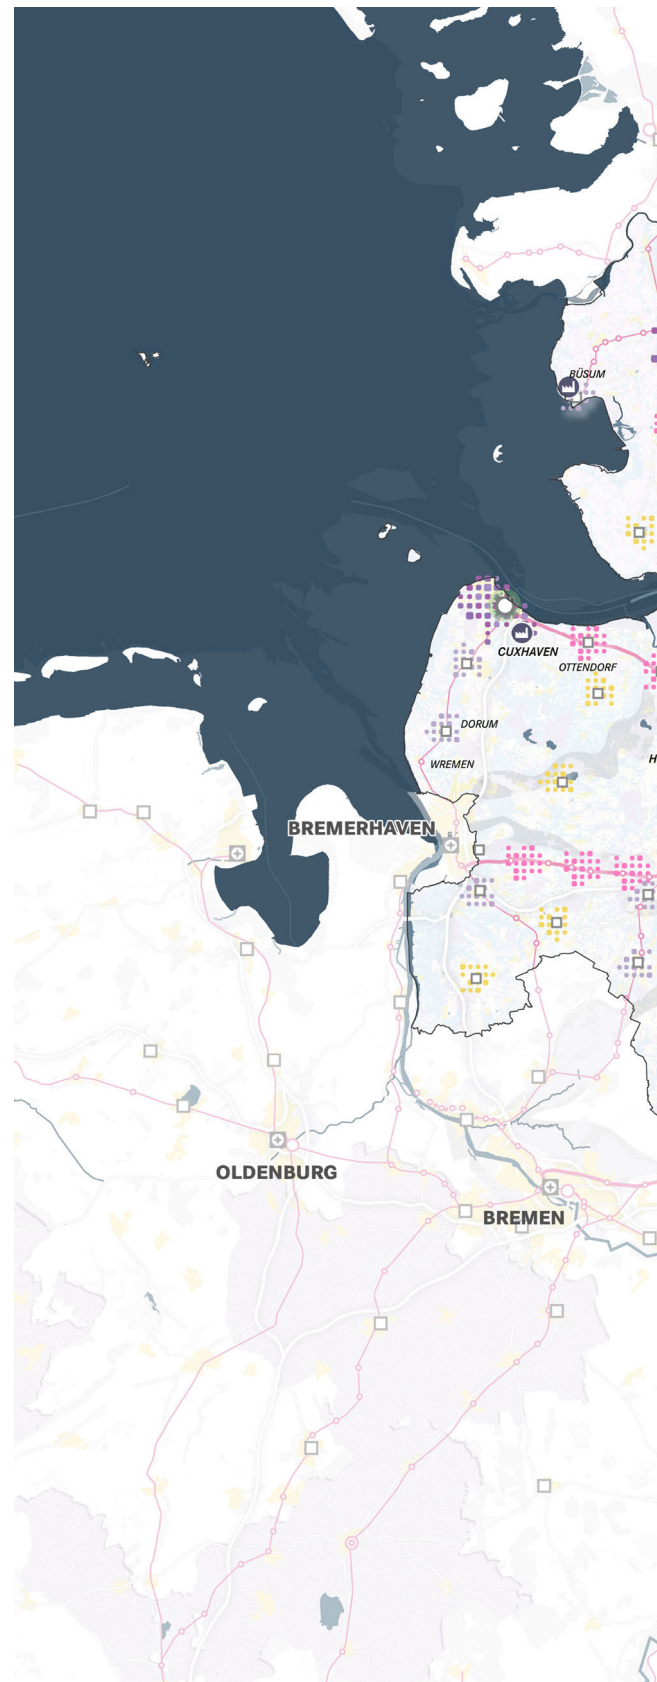 BÜSUM
CUXHAVEN
OTTENDORF
DORUM
H
WREMEN
BREMERHAVEN
OLDENBURG
BREMEN